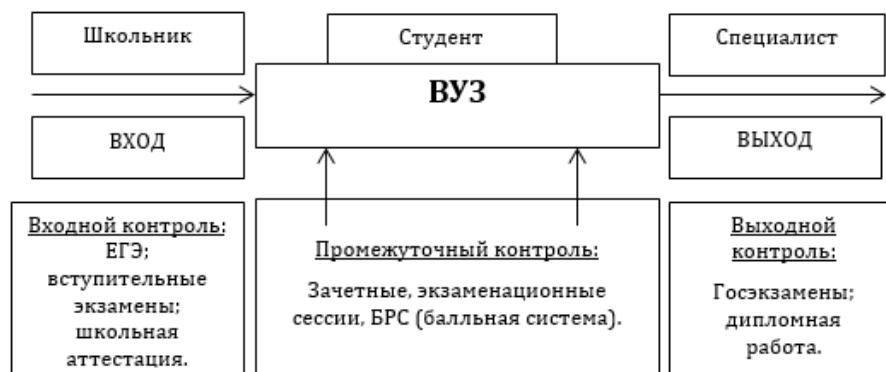 Школьник
Студент
Специалист
ВУЗ
ВХОД
ВЫХОД
Входной контроль:
ЕГЭ;
вступительные
экзамены;
школьная
аттестация.
Промежуточный контроль:
Зачетные, экзаменационные
сессии, БРС (балльная система).
Выходной
контроль:
Госэкзамены;
дипломная
работа.